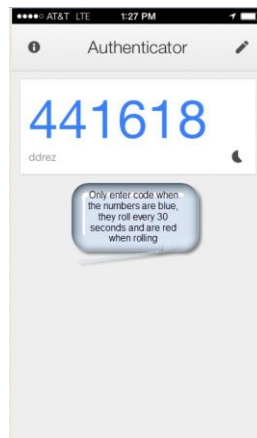 AT&T LTE 1:27 PM
Authenticator
441618
ddrez
Only enter code when
the numbers are blue,
they roll every 30
seconds and are red
when rolling